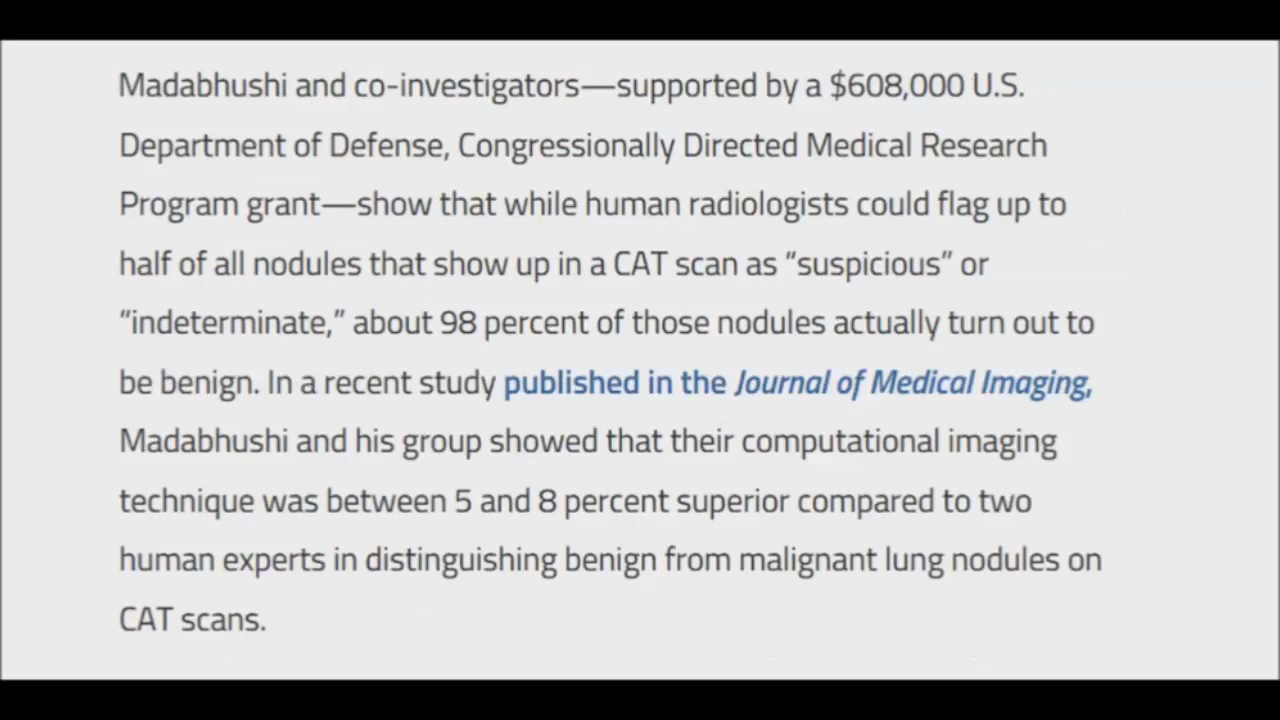 Madabhushi and co-investigators—supported by a $608,000 U.S.
Department of Defense, Congressionally Directed Medical Research
Program grant—show that while human radiologists could flag up to
half of all nodules that show up in a CAT scan as “suspicious” or
“indeterminate,” about 98 percent of those nodules actually turn out to
be benign. In a recent study published in the Journal of Medical Imaging,
Madabhushi and his group showed that their computational imaging
technique was between 5 and 8 percent superior compared to two
human experts in distinguishing benign from malignant lung nodules on
CAT scans.